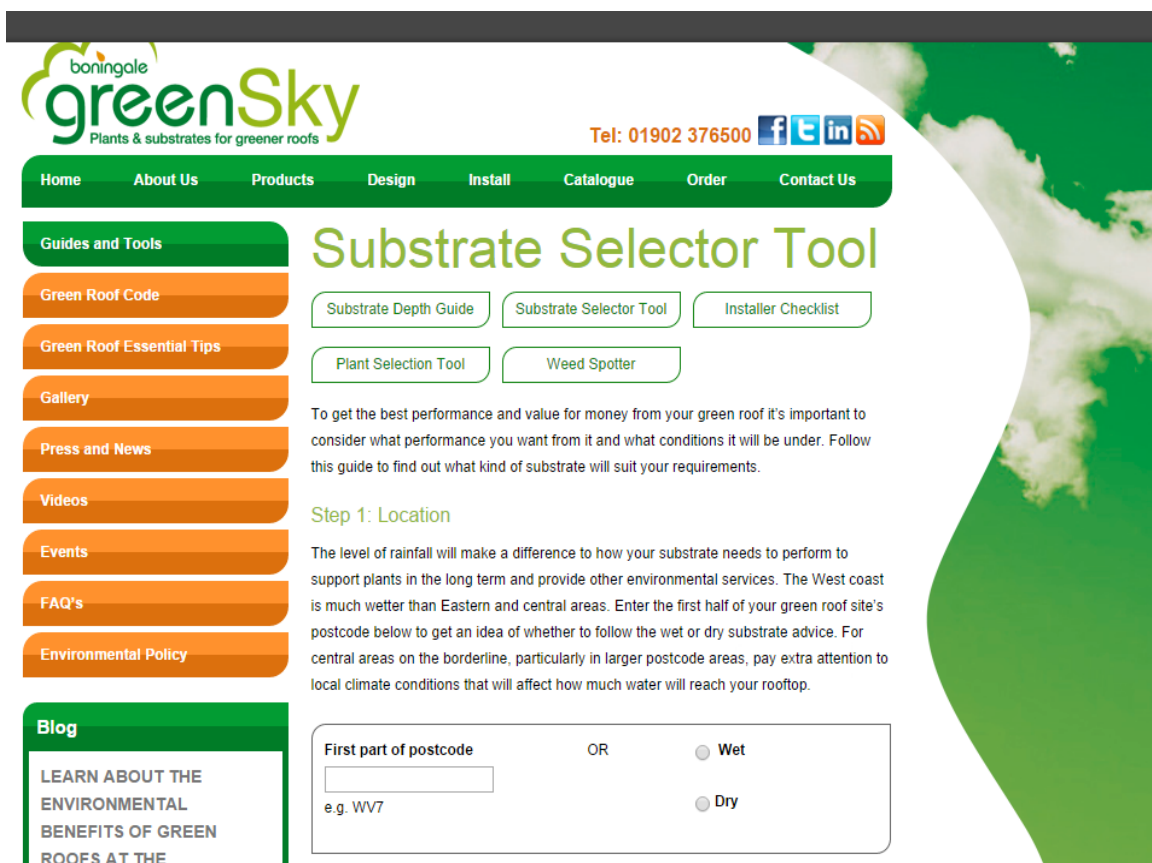 boningale
greenSky
Plants & substrates for greener roofs
Tel: 01902 376500
Home About Us Products Design Install Catalogue Order Contact Us
Guides and Tools
Green Roof Code
Green Roof Essential Tips
Gallery
Press and News
Videos
Events
FAQ's
Environmental Policy
Blog
LEARN ABOUT THE
ENVIRONMENTAL
BENEFITS OF GREEN
ROOFS AT THE
Substrate Selector Tool
Substrate Depth Guide Substrate Selector Tool Installer Checklist
Plant Selection Tool Weed Spotter
To get the best performance and value for money from your green roof it's important to
consider what performance you want from it and what conditions it will be under. Follow
this guide to find out what kind of substrate will suit your requirements.
Step 1: Location
The level of rainfall will make a difference to how your substrate needs to perform to
support plants in the long term and provide other environmental services. The West coast
is much wetter than Eastern and central areas. Enter the first half of your green roof site's
postcode below to get an idea of whether to follow the wet or dry substrate advice. For
central areas on the borderline, particularly in larger postcode areas, pay extra attention to
local climate conditions that will affect how much water will reach your rooftop.
First part of postcode OR Wet
e.g. WV7 Dry